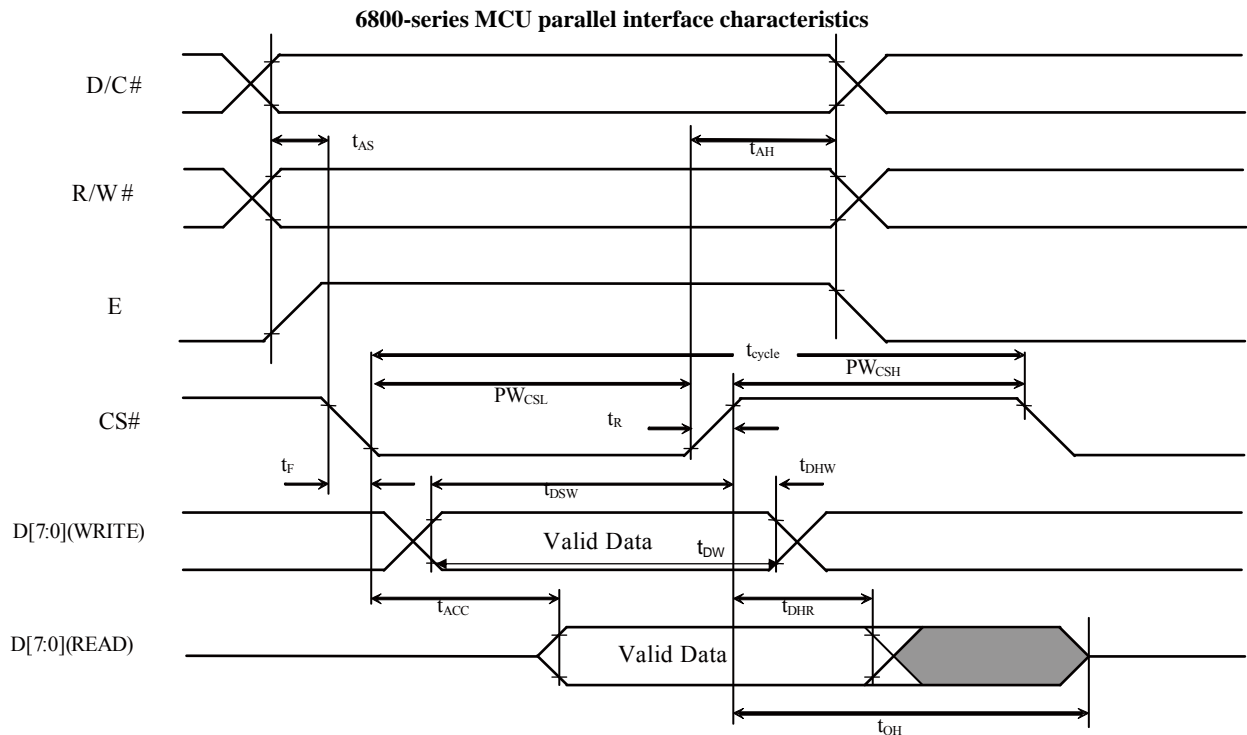 6800-series MCU parallel interface characteristics
D/C#
tAS
tAH
R/W#
E
tcycle
PWCSL
PWCSH
CS#
tR
tF
tDSW
tDHW
D[7:0](WRITE)
Valid Data
tDW
tACC
tDHR
D[7:0](READ)
Valid Data
tOH